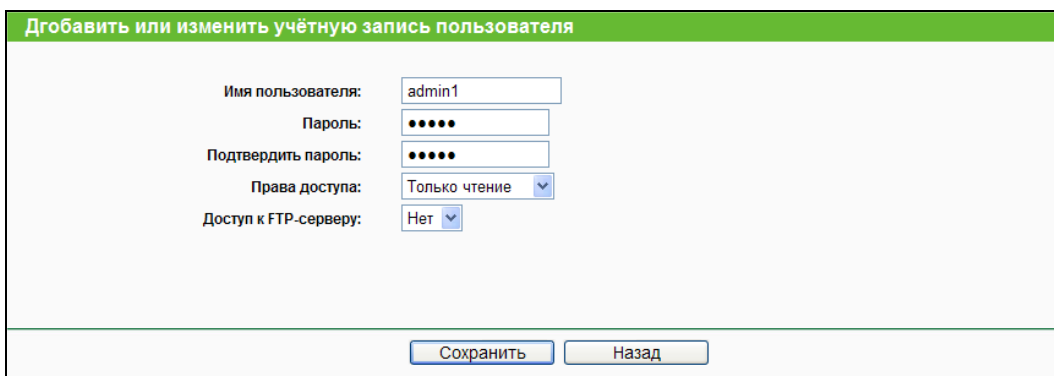 Дгобавить или изменить учётную запись пользователя
Имя пользователя: admin1
Пароль: •••••
Подтвердить пароль: •••••
Права доступа: Только чтение
Доступ к FTP-серверу: Нет
Сохранить Назад